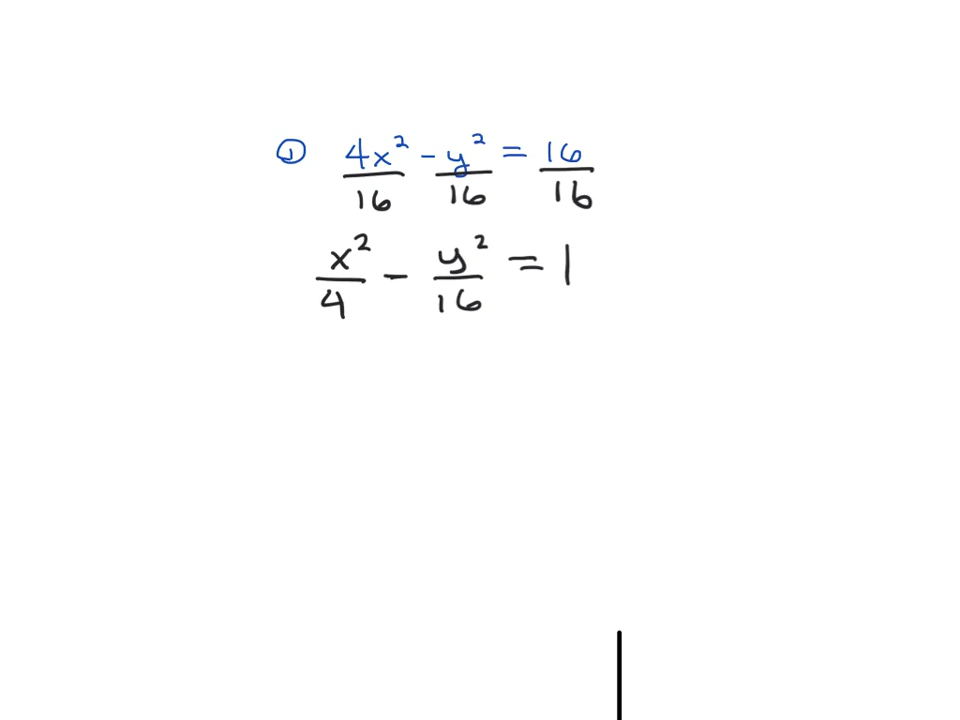 ① 4x²/16 - y²/16 = 16/16
x²/4 - y²/16 = 1